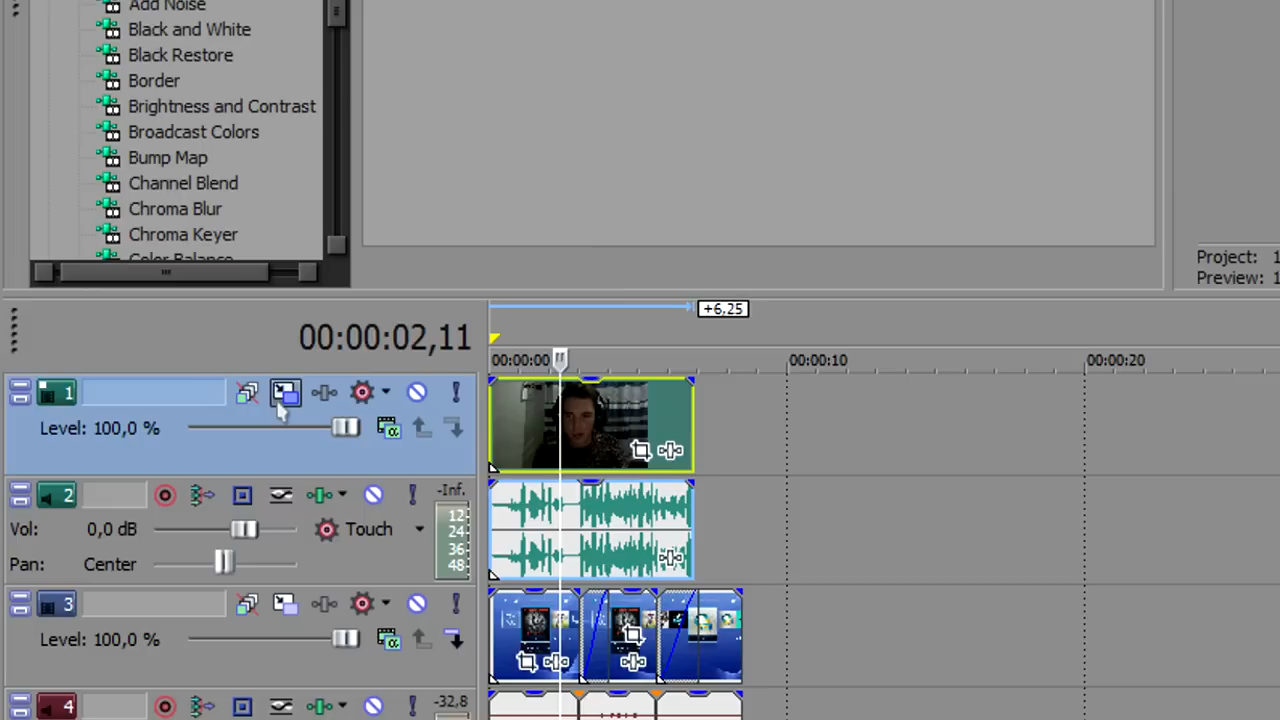 Add Noise
Black and White
Black Restore
Border
Brightness and Contrast
Broadcast Colors
Bump Map
Channel Blend
Chroma Blur
Chroma Keyer
Color Balance
Project: 1
Preview: 1
+6,25
00:00:02,11
00:00:00 00:00:10 00:00:20
1
Level: 100,0 %
2 -Inf.
12
24
36
48
Vol: 0,0 dB Touch
Pan: Center
3
Level: 100,0 %
4 -32,8